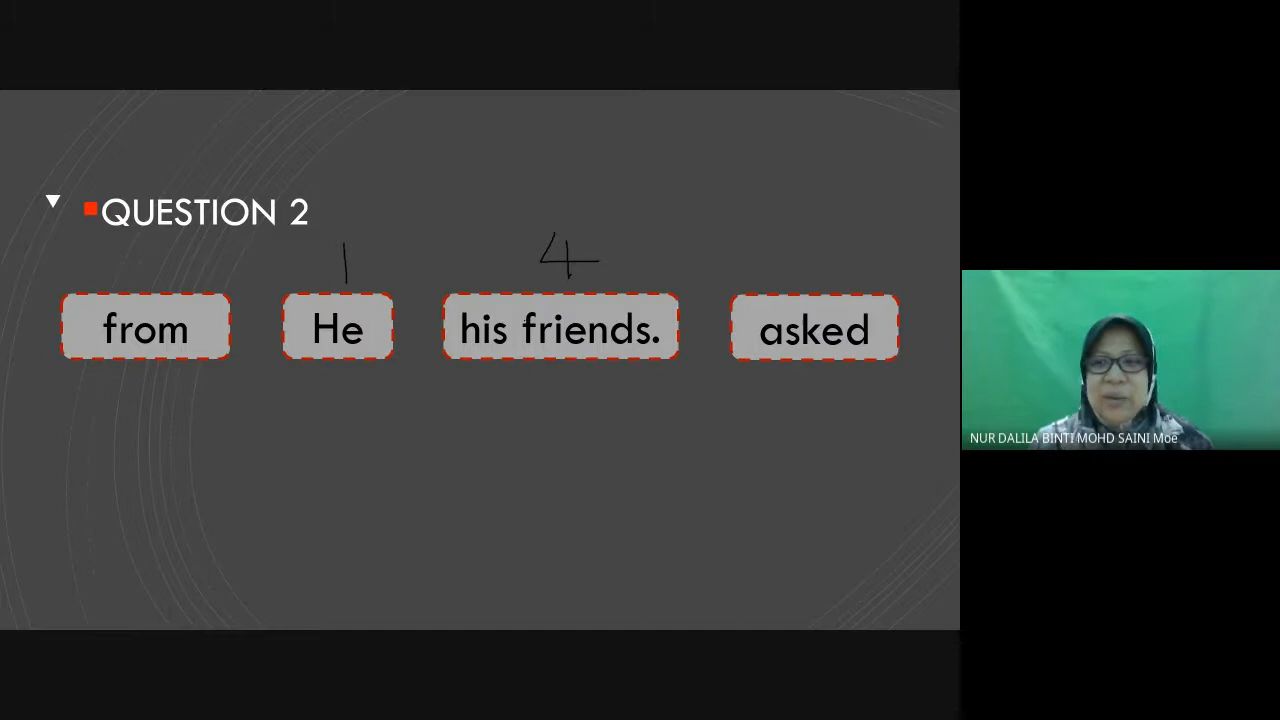 QUESTION 2
1 4
from He his friends. asked
NUR DALILA BINTI MOHD SAINI Moe